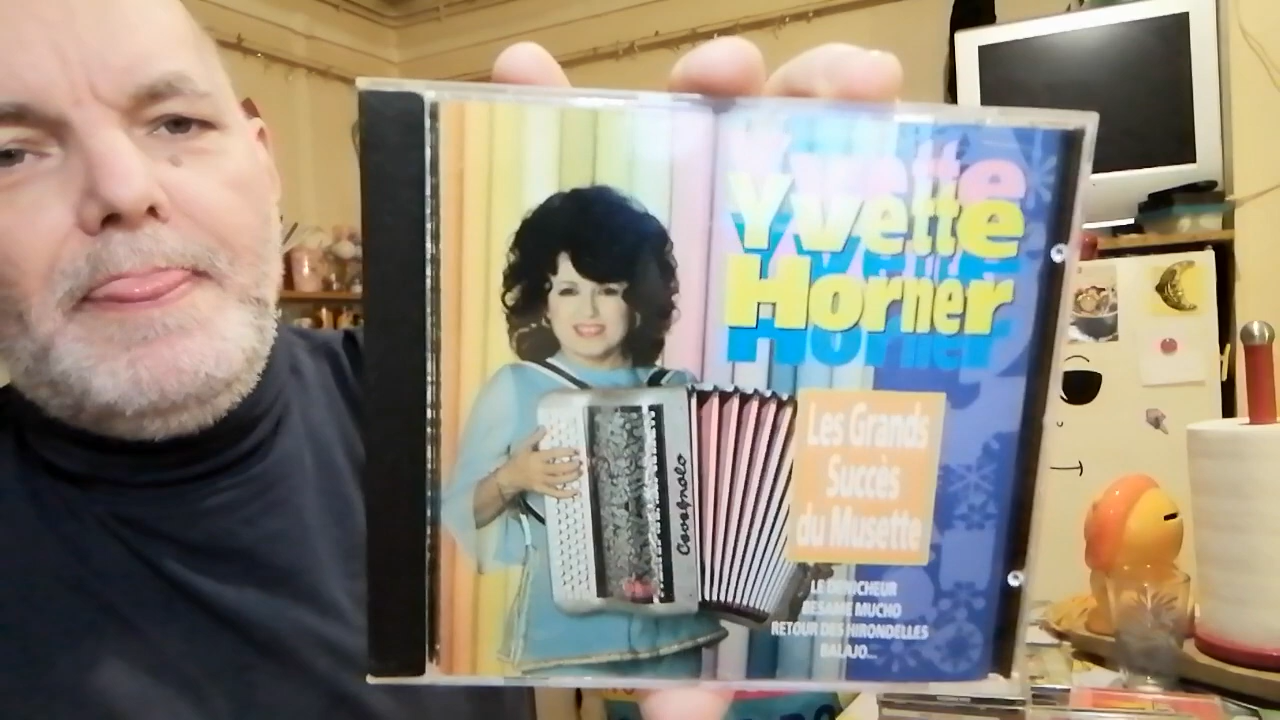 Yvette
Horner
Les Grands
Succès
du Musette
LE DENICHEUR
BESAME MUCHO
RETOUR DES HIRONDELLES
BALAJO...
Cavagnolo